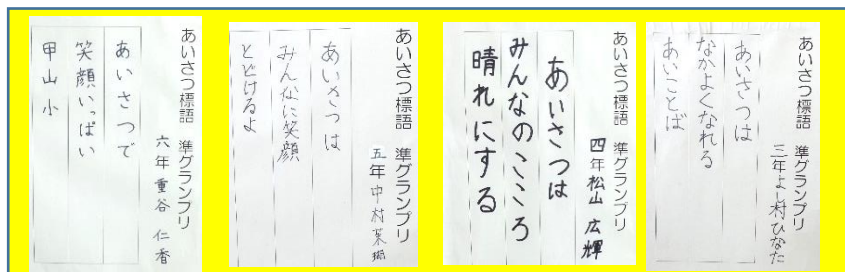 あいさつ標語 準グランプリ
三年よし村ひなた
あいさつは
なかよくなれる
あいことば
あいさつ標語 準グランプリ
四年松山 広輝
あいさつは
みんなのこころ
晴れにする
あいさつ標語 準グランプリ
五年中村
あいさつは
みんなに笑顔
とどけるよ
あいさつ標語 準グランプリ
六年重谷 仁香
あいさつで
笑顔いっぱい
甲山小